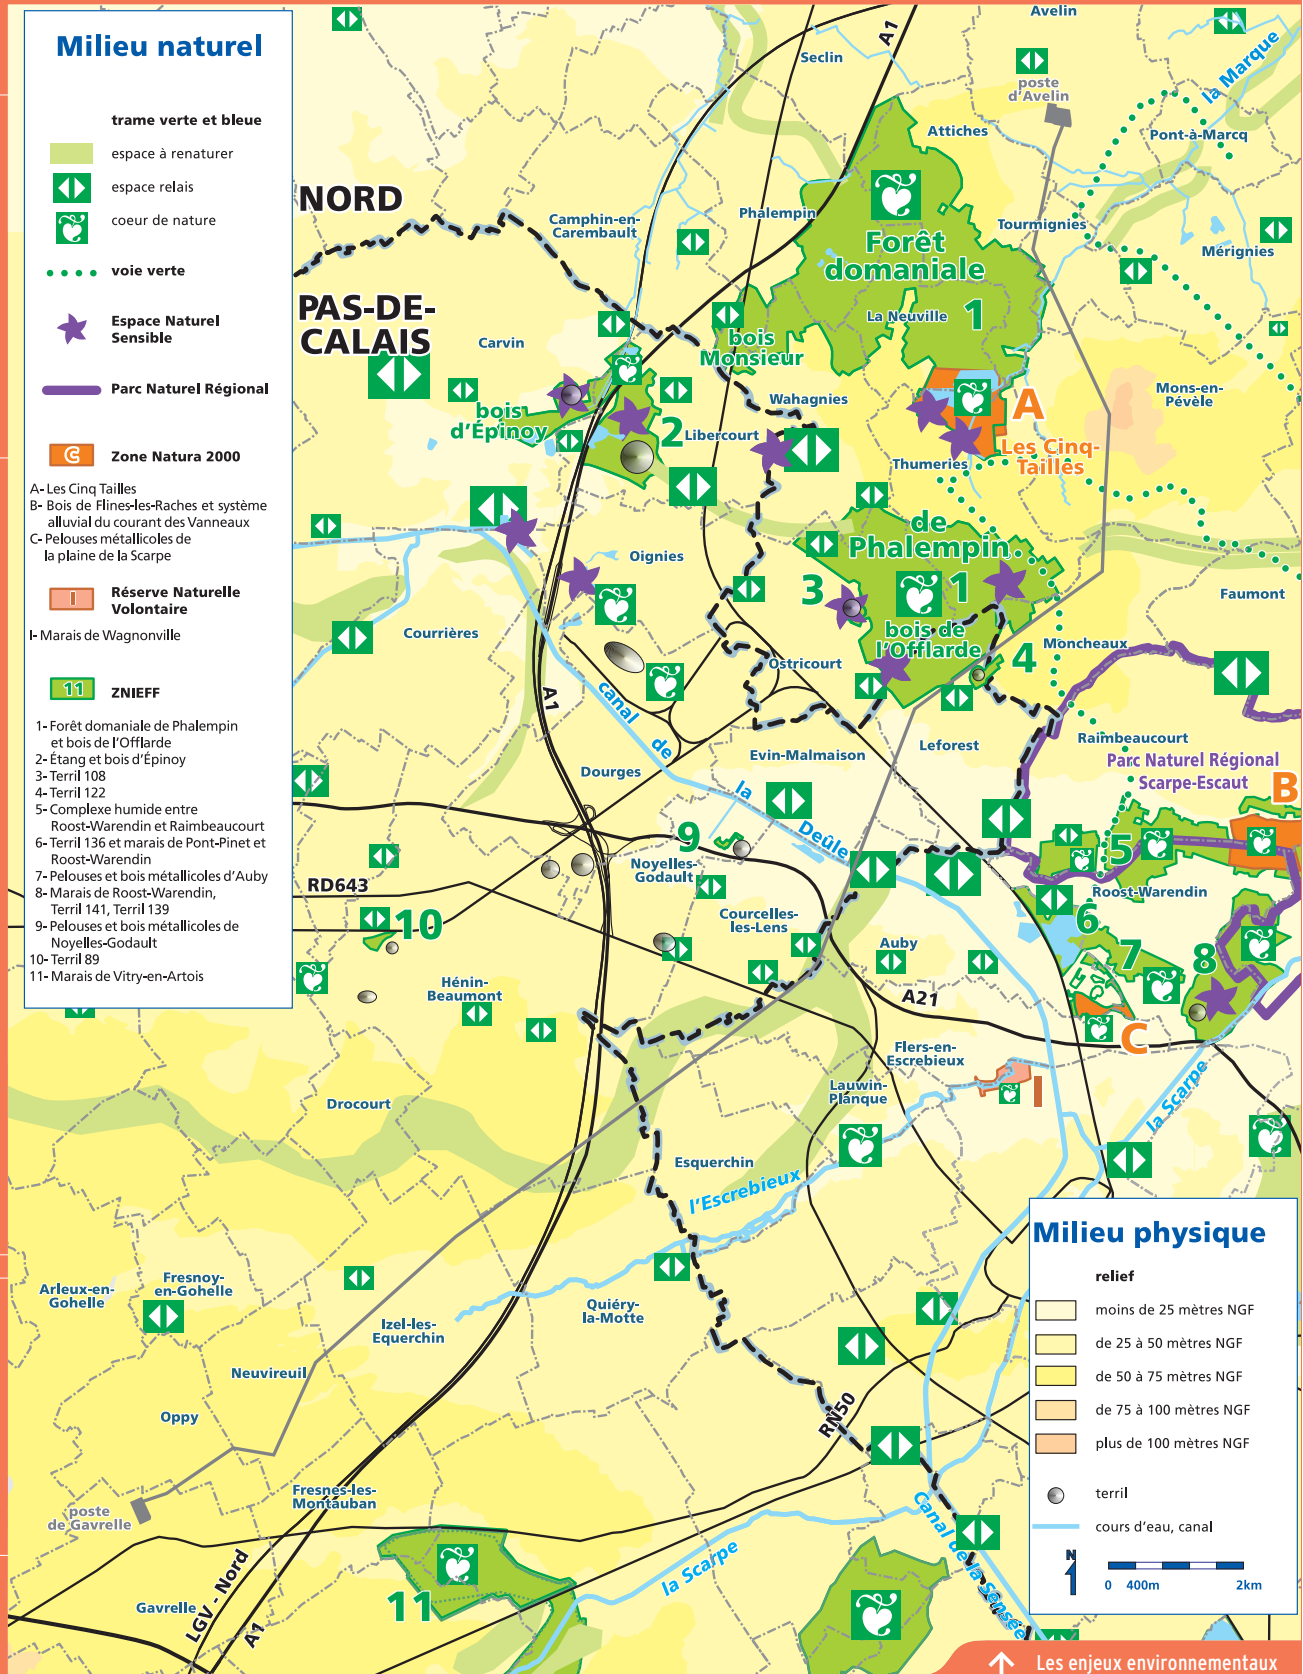 Milieu naturel
trame verte et bleue
espace à renaturer
espace relais
coeur de nature
voie verte
Espace Naturel
Sensible
Parc Naturel Régional
C
Zone Natura 2000
A- Les Cinq Tailles
B- Bois de Flines-les-Raches et système
alluvial du courant des Vanneaux
C- Pelouses métallicoles de
la plaine de la Scarpe
I
Réserve Naturelle
Volontaire
I- Marais de Wagnonville
11
ZNIEFF
1- Forêt domaniale de Phalempin
et bois de l'Offlarde
2- Étang et bois d'Épinoy
3- Terril 108
4- Terril 122
5- Complexe humide entre
Roost-Warendin et Raimbeaucourt
6- Terril 136 et marais de Pont-Pinet et
Roost-Warendin
7- Pelouses et bois métallicoles d'Auby
8- Marais de Roost-Warendin,
Terril 141, Terril 139
9- Pelouses et bois métallicoles de
Noyelles-Godault
10- Terril 89
11- Marais de Vitry-en-Artois
NORD
PAS-DE-
CALAIS
Avelin
Seclin
A1
la Marque
poste
d'Avelin
Attiches
Pont-à-Marcq
Camphin-en-
Carembault
Phalempin
Tourmignies
Mérignies
Forêt
domaniale
La Neuville
1
Carvin
bois
Monsieur
Wahagnies
Mons-en-
Pévèle
A
bois
d'Épinoy
2
Libercourt
Les Cinq-
Tailles
Thumeries
de
Phalempin
Oignies
3
1
Faumont
bois de
l'Offlarde
Courrières
Moncheaux
4
Ostricourt
A1
canal
de
la
Deûle
Evin-Malmaison
Leforest
Raimbeaucourt
Parc Naturel Régional
Scarpe-Escaut
B
Dourges
9
Noyelles-
Godault
5
RD643
Roost-Warendin
10
Courcelles-
les-Lens
6
Auby
7
8
Hénin-
Beaumont
A21
C
Flers-en-
Escrebieux
Lauwin-
Planque
I
Drocourt
la Scarpe
Esquerchin
l'Escrebieux
Arleux-en-
Gohelle
Fresnoy-
en-Gohelle
Izel-les-
Equerchin
Quiéry-
la-Motte
Neuvireuil
Oppy
RN50
Fresnes-les-
Montauban
poste
de Gavrelle
Canal de la Sensée
la Scarpe
LGV - Nord
Gavrelle
A1
11
Milieu physique
relief
moins de 25 mètres NGF
de 25 à 50 mètres NGF
de 50 à 75 mètres NGF
de 75 à 100 mètres NGF
plus de 100 mètres NGF
terril
cours d'eau, canal
N
0 400m 2km
Les enjeux environnementaux